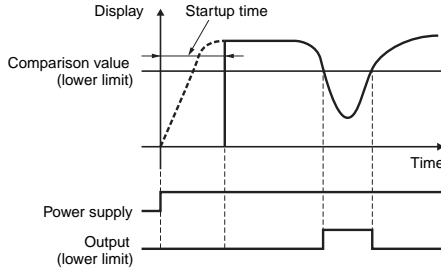 Display
Startup time
Comparison value
(lower limit)
Time
Power supply
Output
(lower limit)